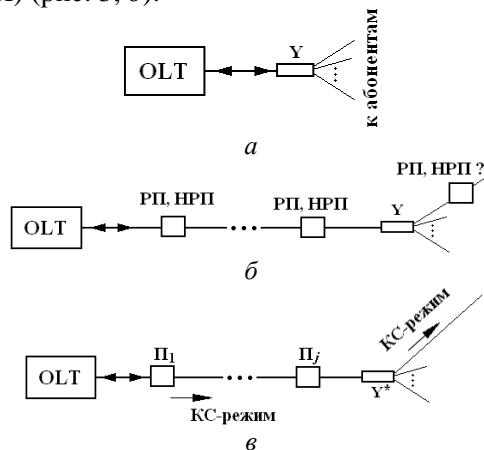 (рис. 3, б).
Y
OLT
к абонентам
а
РП, НРП ?
РП, НРП
РП, НРП
Y
OLT
б
КС-режим
П1
Пj
OLT
Y*
КС-режим
в